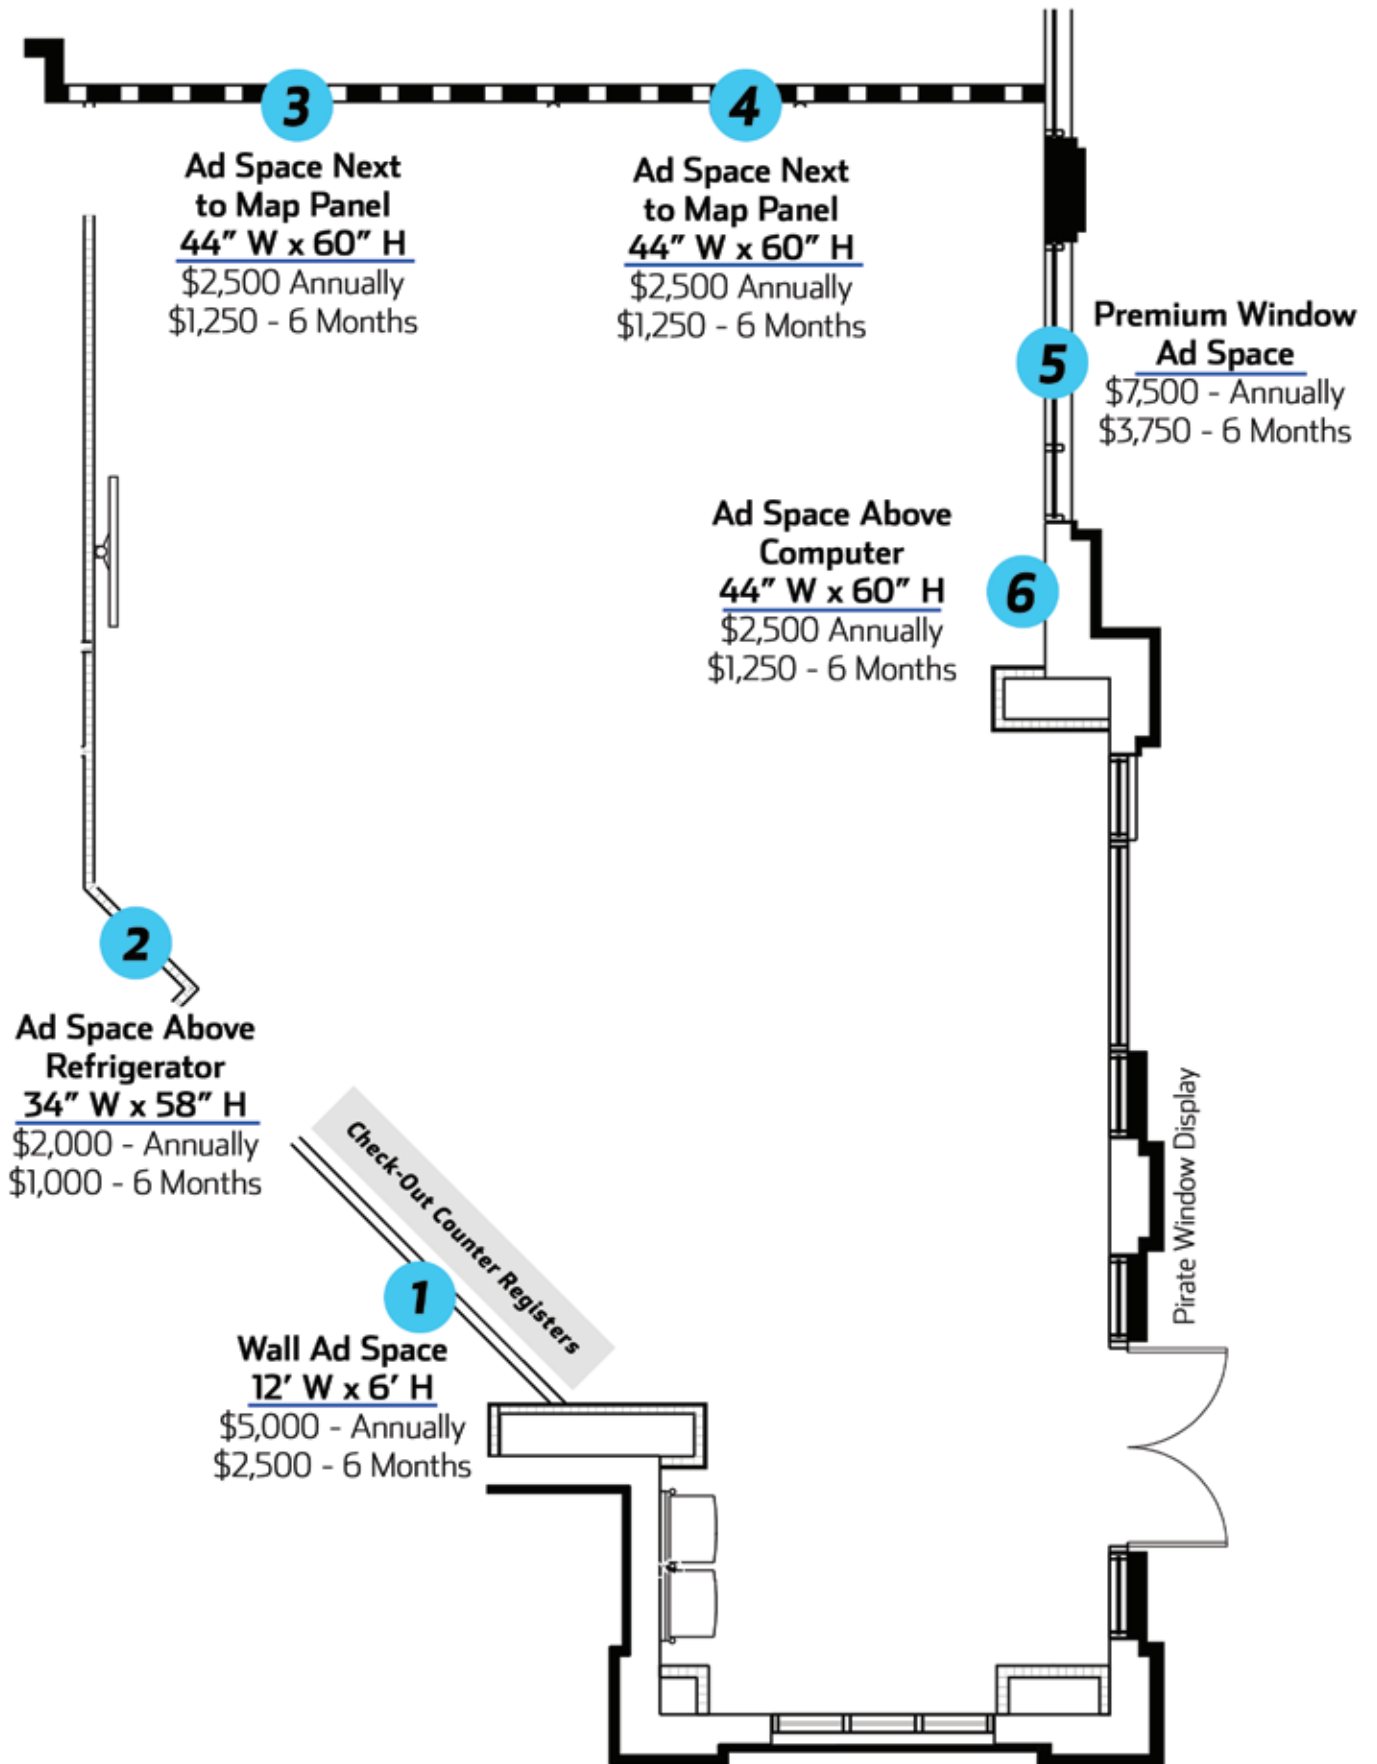 3
Ad Space Next
to Map Panel
44” W x 60” H
$2,500 Annually
$1,250 - 6 Months
4
Ad Space Next
to Map Panel
44” W x 60” H
$2,500 Annually
$1,250 - 6 Months
5
Premium Window
Ad Space
$7,500 - Annually
$3,750 - 6 Months
6
Ad Space Above
Computer
44” W x 60” H
$2,500 Annually
$1,250 - 6 Months
2
Ad Space Above
Refrigerator
34” W x 58” H
$2,000 - Annually
$1,000 - 6 Months
Check-Out Counter Registers
Pirate Window Display
1
Wall Ad Space
12’ W x 6’ H
$5,000 - Annually
$2,500 - 6 Months